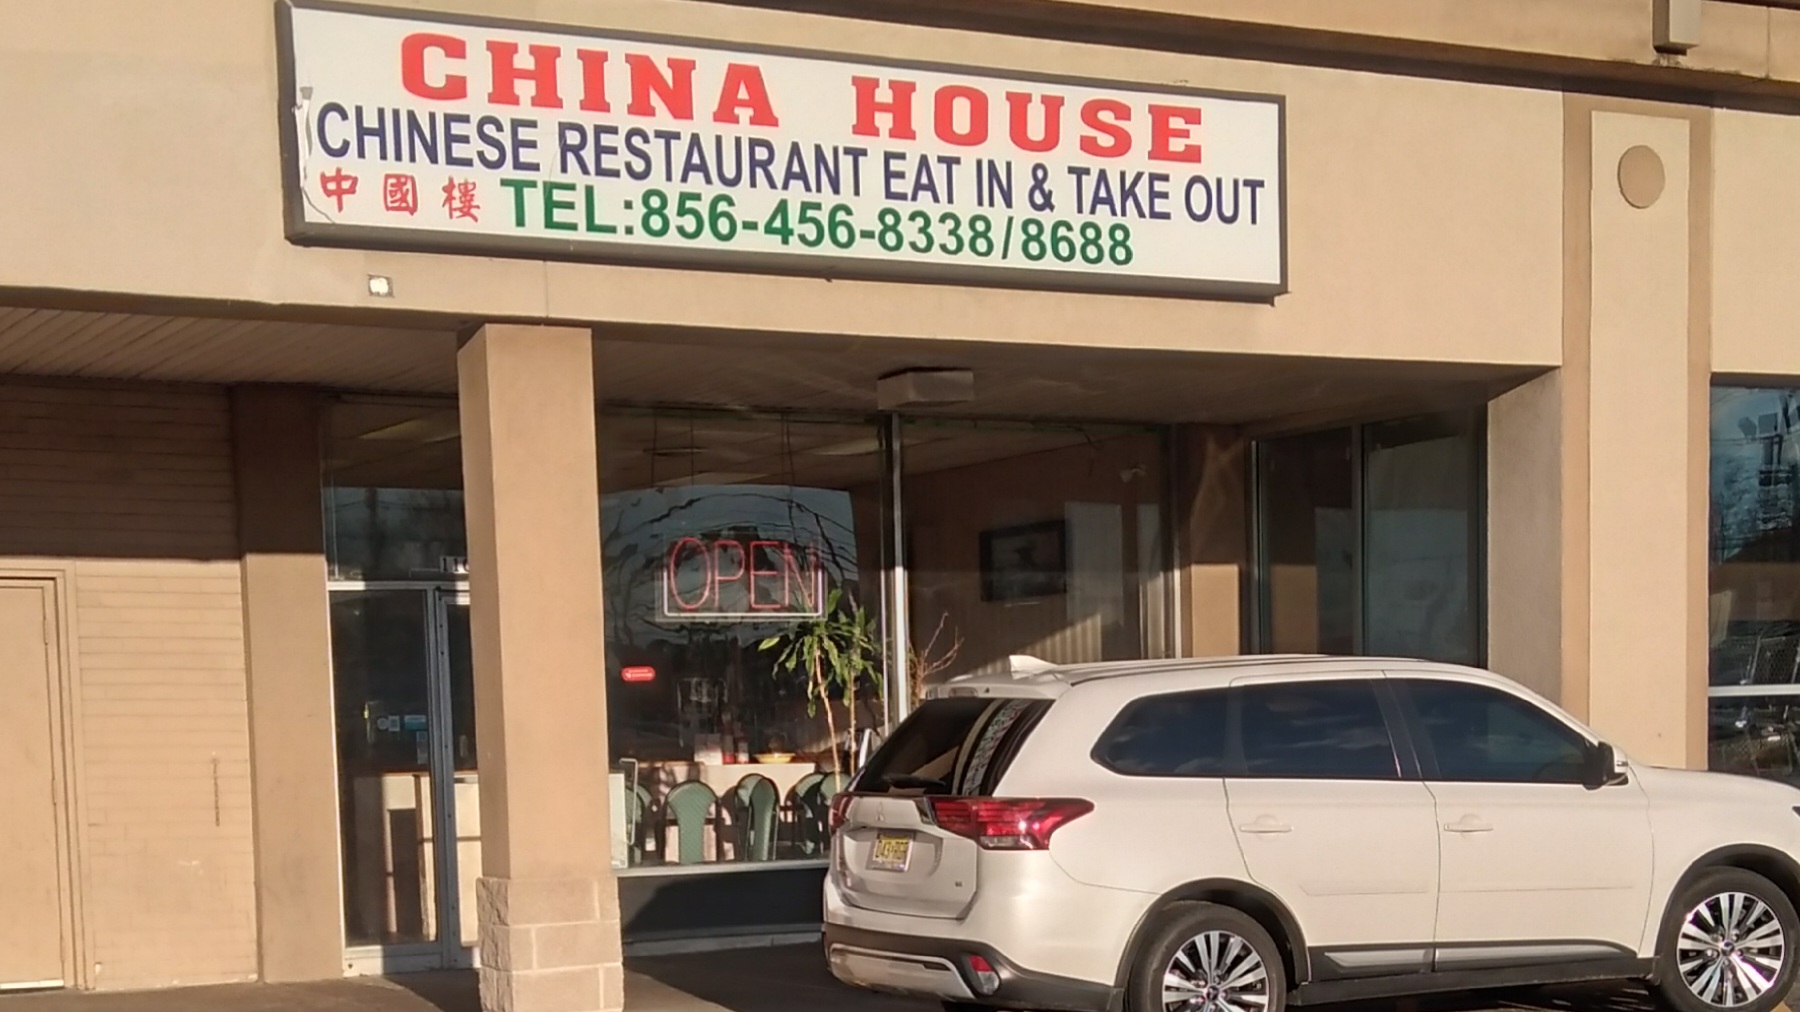 CHINA HOUSE
CHINESE RESTAURANT EAT IN & TAKE OUT
中國樓 TEL:856-456-8338/8688
OPEN